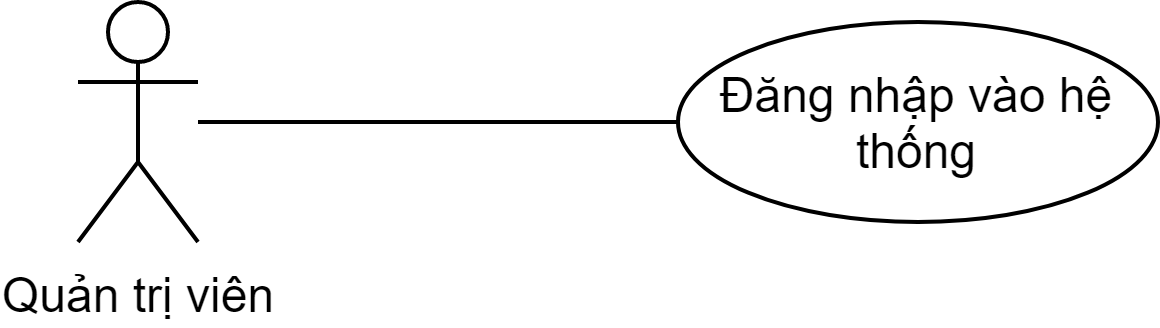 Đăng nhập vào hệ
thống
Quản trị viên